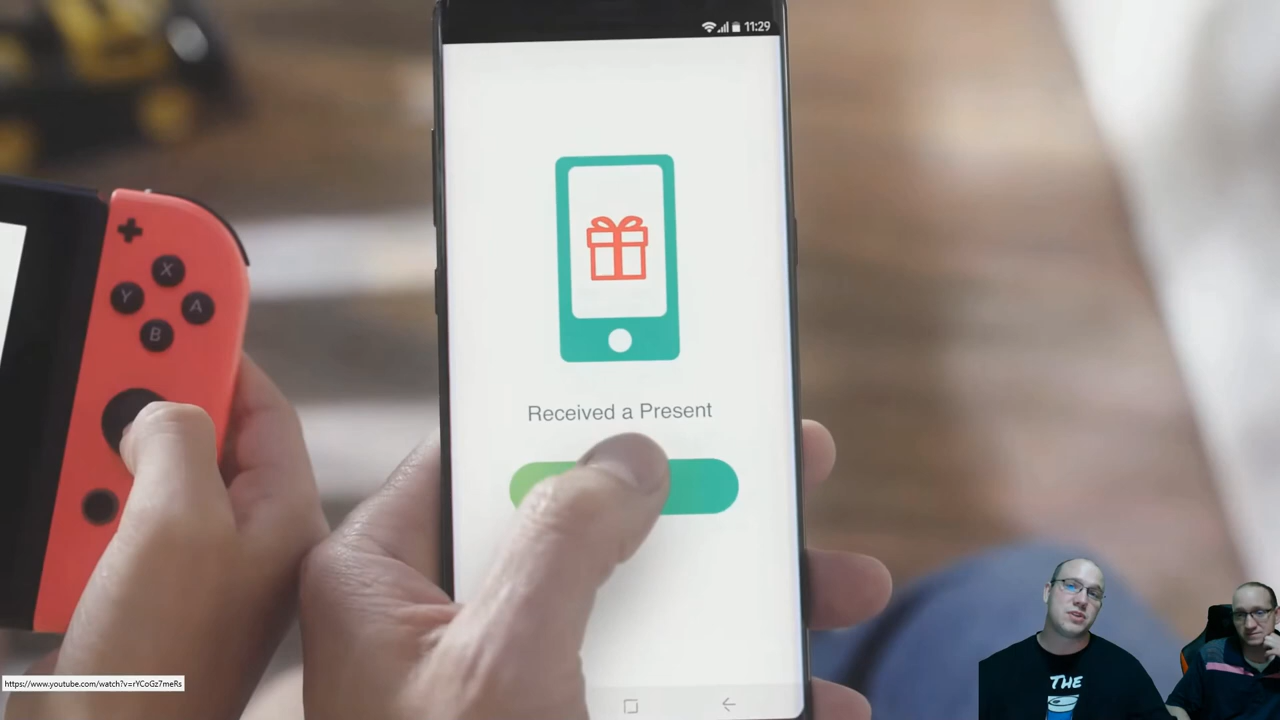 11:29
X
Y
A
B
Received a Present
THE
https://www.youtube.com/watch?v=rYCoGz7meRs